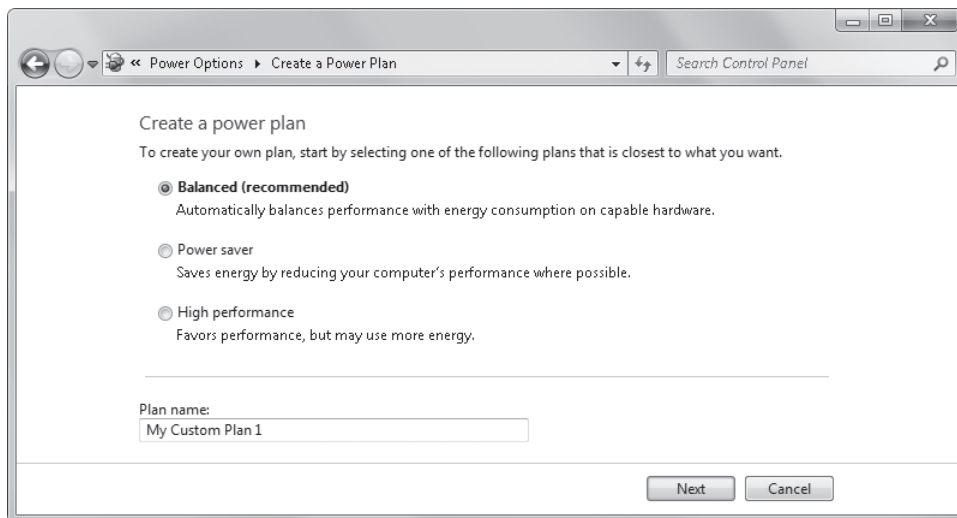 « Power Options ▸ Create a Power Plan
Search Control Panel
Create a power plan
To create your own plan, start by selecting one of the following plans that is closest to what you want.
Balanced (recommended)
Automatically balances performance with energy consumption on capable hardware.
Power saver
Saves energy by reducing your computer's performance where possible.
High performance
Favors performance, but may use more energy.
Plan name:
My Custom Plan 1
Next
Cancel